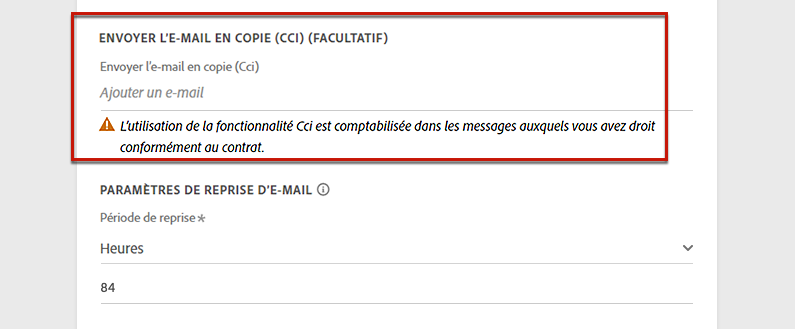 ENVOYER L'E-MAIL EN COPIE (CCI) (FACULTATIF)
Envoyer l'e-mail en copie (Cci)
Ajouter un e-mail
L'utilisation de la fonctionnalité Cci est comptabilisée dans les messages auxquels vous avez droit
conformément au contrat.
PARAMÈTRES DE REPRISE D'E-MAIL
Période de reprise*
Heures
84